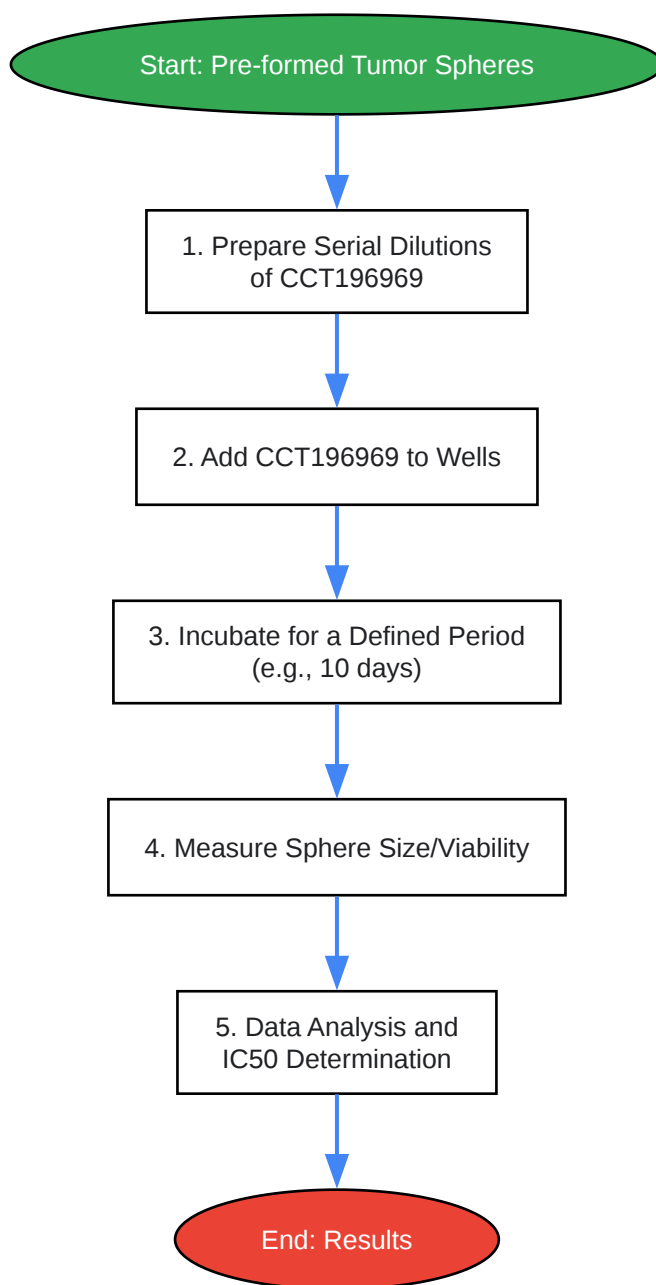 Start: Pre-formed Tumor Spheres
1. Prepare Serial Dilutions
of CCT196969
2. Add CCT196969 to Wells
3. Incubate for a Defined Period
(e.g., 10 days)
4. Measure Sphere Size/Viability
5. Data Analysis and
IC50 Determination
End: Results